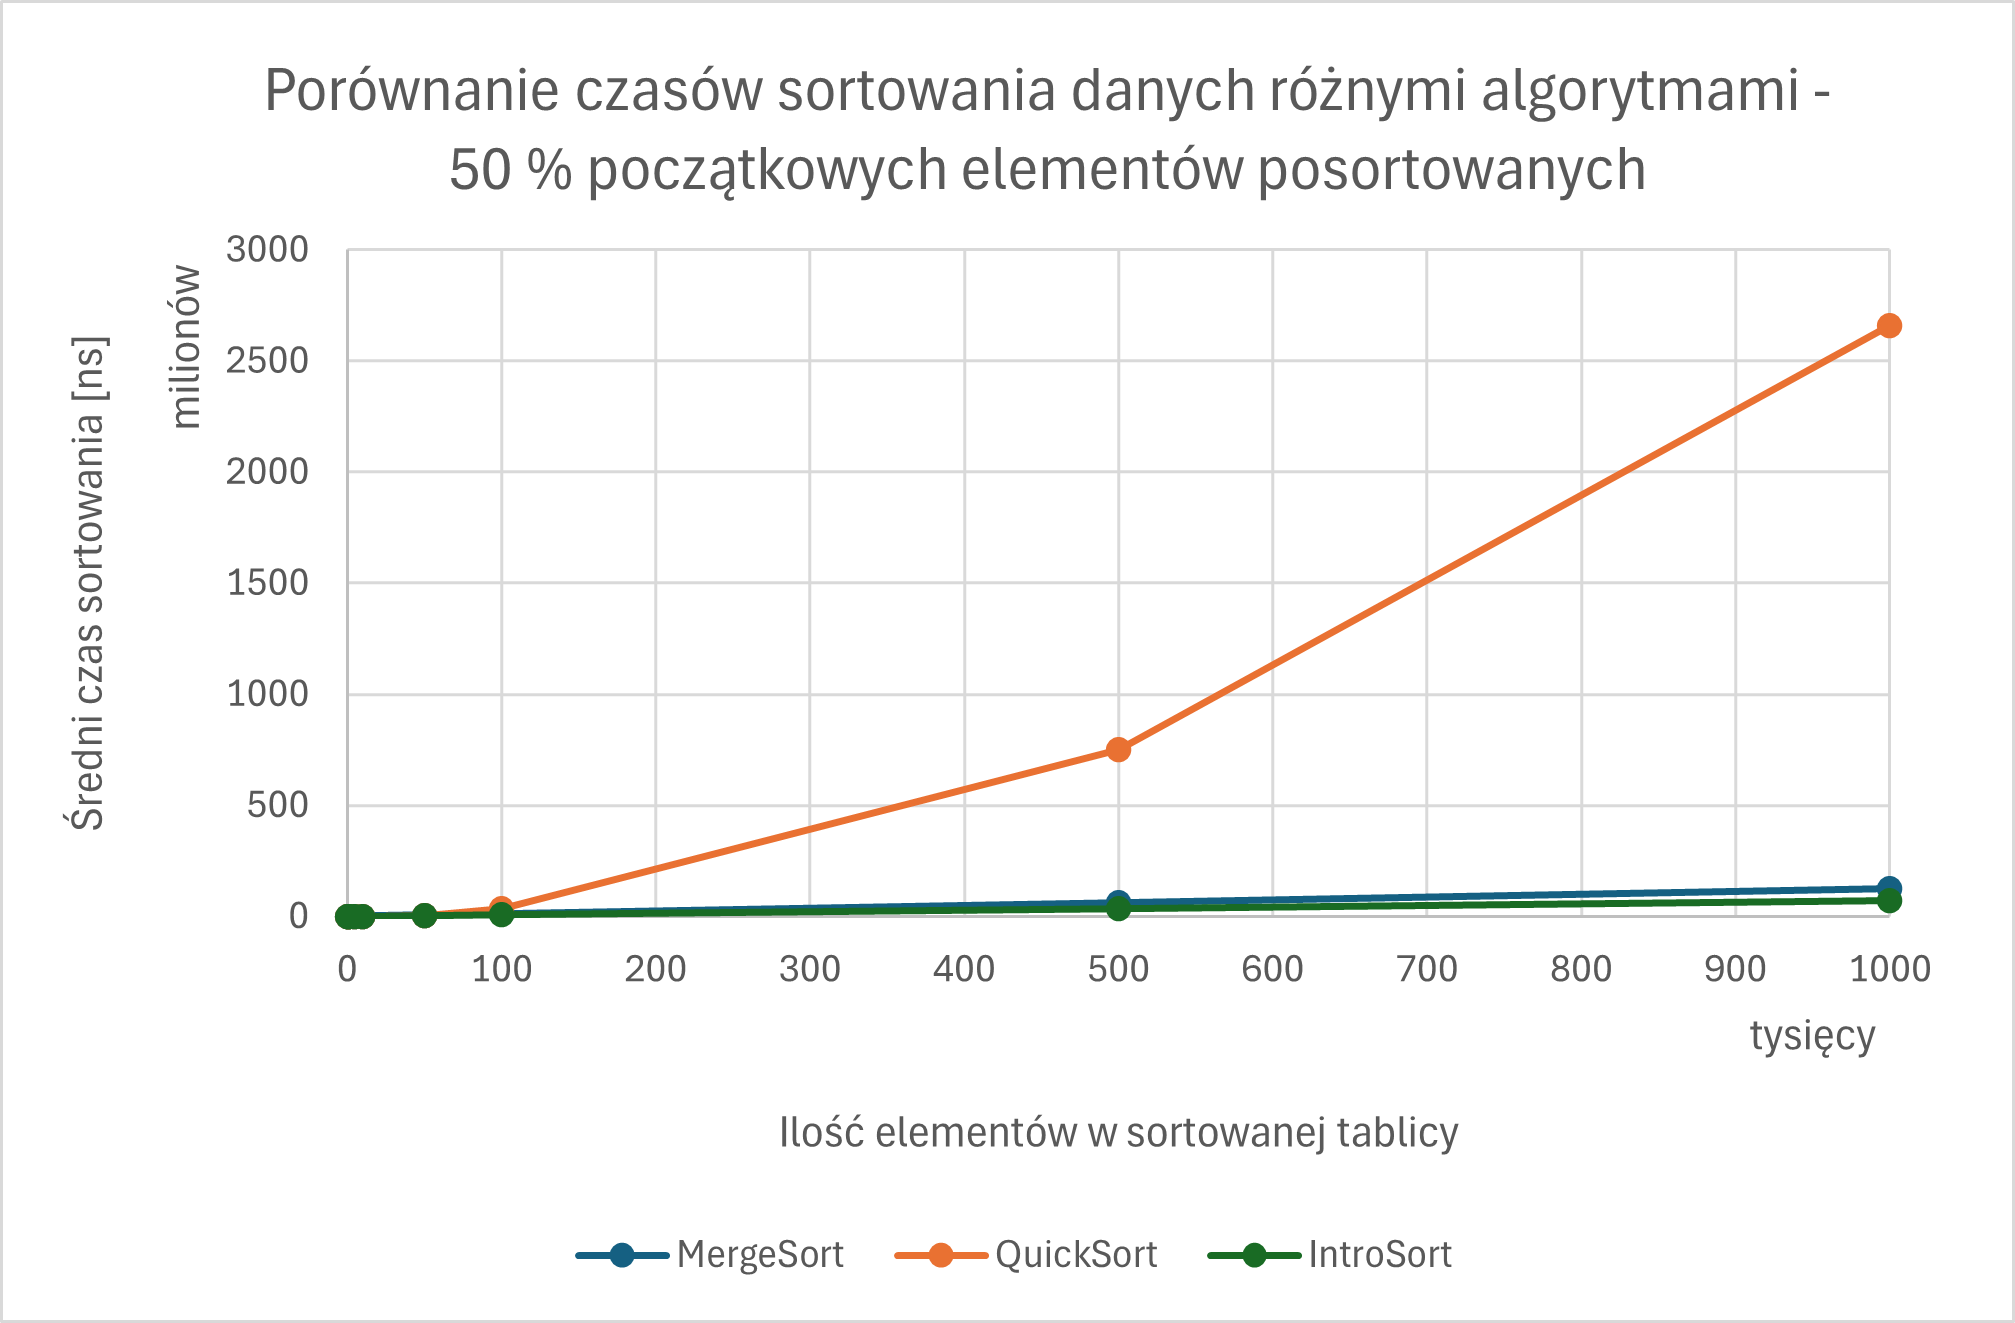 Porównanie czasów sortowania danych różnymi algorytmami -
50 % początkowych elementów posortowanych
Średni czas sortowania [ns]
milionów
3000
2500
2000
1500
1000
500
0
0 100 200 300 400 500 600 700 800 900 1000
tysięcy
Ilość elementów w sortowanej tablicy
MergeSort QuickSort IntroSort